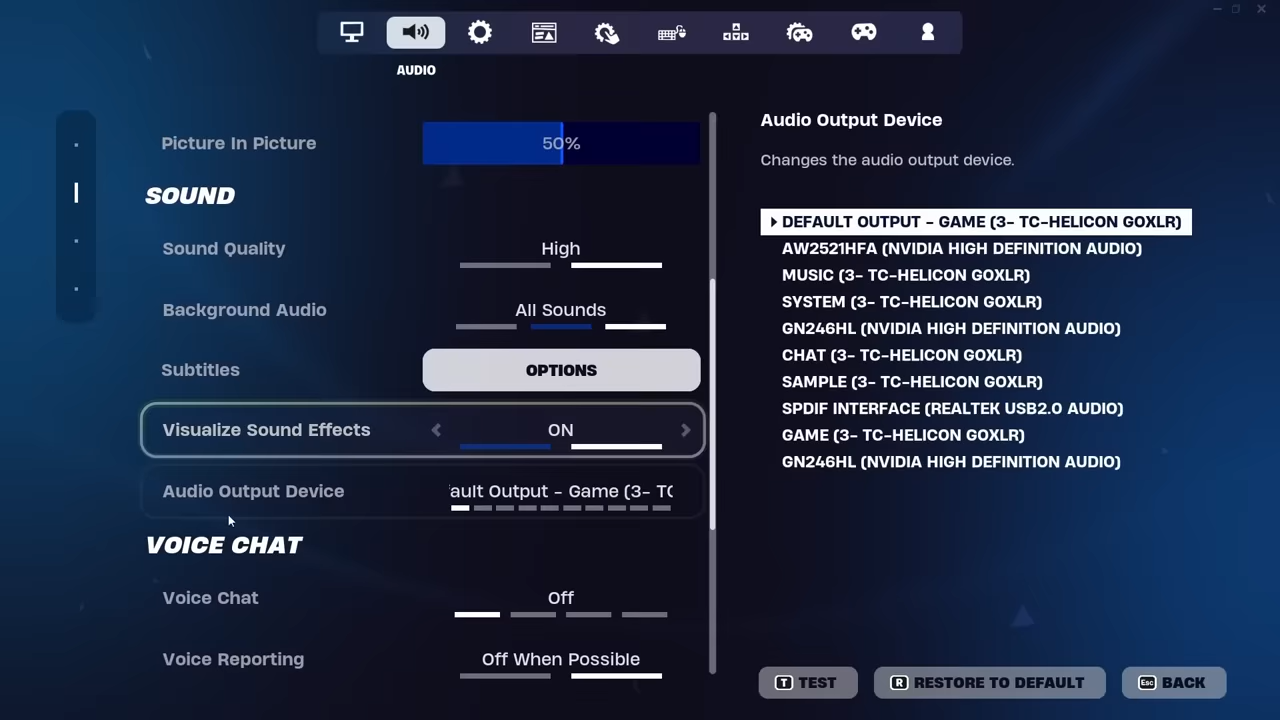 AUDIO
Picture In Picture
50%
SOUND
Sound Quality
High
Background Audio
All Sounds
Subtitles
OPTIONS
Visualize Sound Effects
ON
Audio Output Device
ault Output - Game (3- TC
VOICE CHAT
Voice Chat
Off
Voice Reporting
Off When Possible
Audio Output Device
Changes the audio output device.
DEFAULT OUTPUT - GAME (3- TC-HELICON GOXLR)
AW2521HFA (NVIDIA HIGH DEFINITION AUDIO)
MUSIC (3- TC-HELICON GOXLR)
SYSTEM (3- TC-HELICON GOXLR)
GN246HL (NVIDIA HIGH DEFINITION AUDIO)
CHAT (3- TC-HELICON GOXLR)
SAMPLE (3- TC-HELICON GOXLR)
SPDIF INTERFACE (REALTEK USB2.0 AUDIO)
GAME (3- TC-HELICON GOXLR)
GN246HL (NVIDIA HIGH DEFINITION AUDIO)
T TEST
R RESTORE TO DEFAULT
Esc BACK